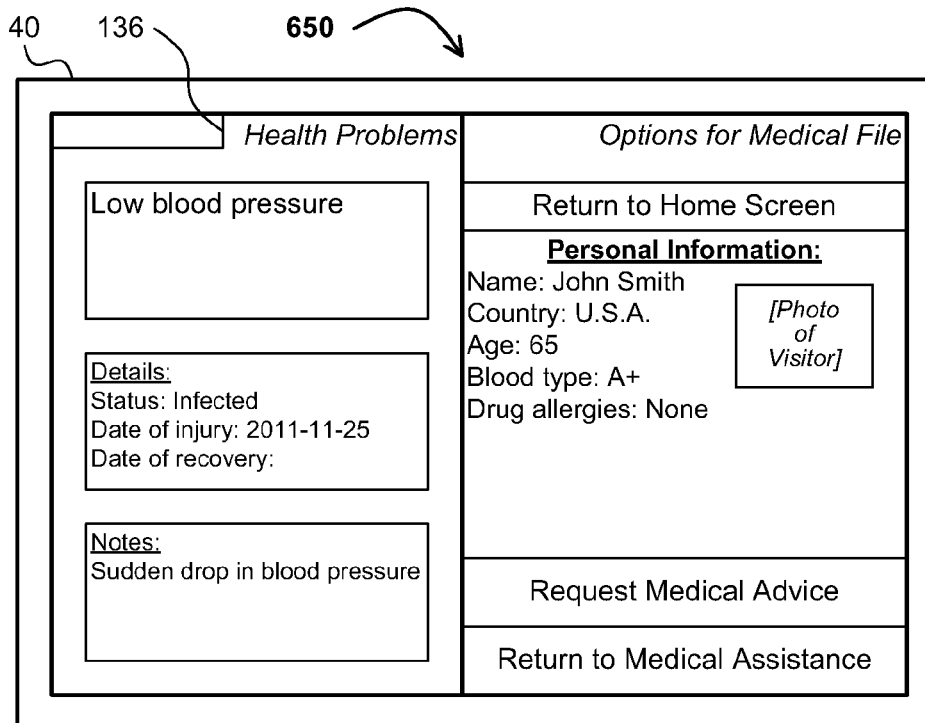 40
136
650
Health Problems
Low blood pressure
Details:
Status: Infected
Date of injury: 2011-11-25
Date of recovery:
Notes:
Sudden drop in blood pressure
Options for Medical File
Return to Home Screen
Personal Information:
Name: John Smith
Country: U.S.A.
Age: 65
Blood type: A+
Drug allergies: None
[Photo
of
Visitor]
Request Medical Advice
Return to Medical Assistance